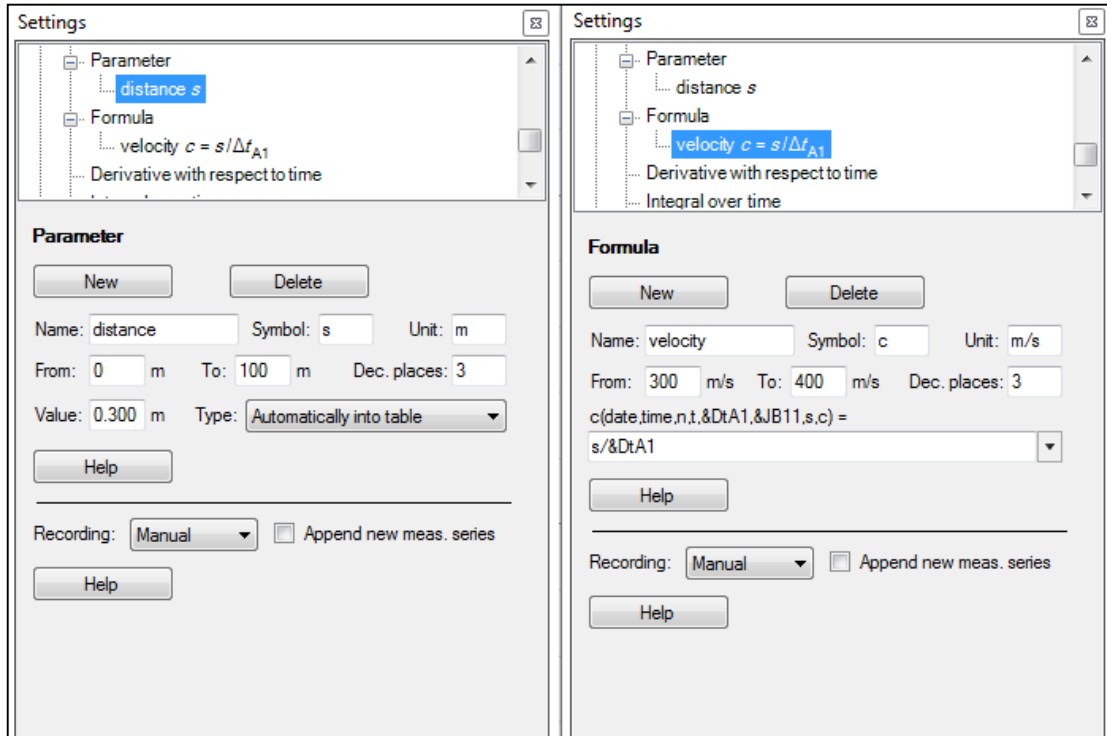 Settings
Parameter
distance s
Formula
velocity c = s/Δt_A1
Derivative with respect to time
Parameter
New Delete
Name: distance Symbol: s Unit: m
From: 0 m To: 100 m Dec. places: 3
Value: 0.300 m Type: Automatically into table
Help
Recording: Manual Append new meas. series
Help
Settings
Parameter
distance s
Formula
velocity c = s/Δt_A1
Derivative with respect to time
Integral over time
Formula
New Delete
Name: velocity Symbol: c Unit: m/s
From: 300 m/s To: 400 m/s Dec. places: 3
c(date,time,n,t,&DtA1,&JB11,s,c) =
s/&DtA1
Help
Recording: Manual Append new meas. series
Help